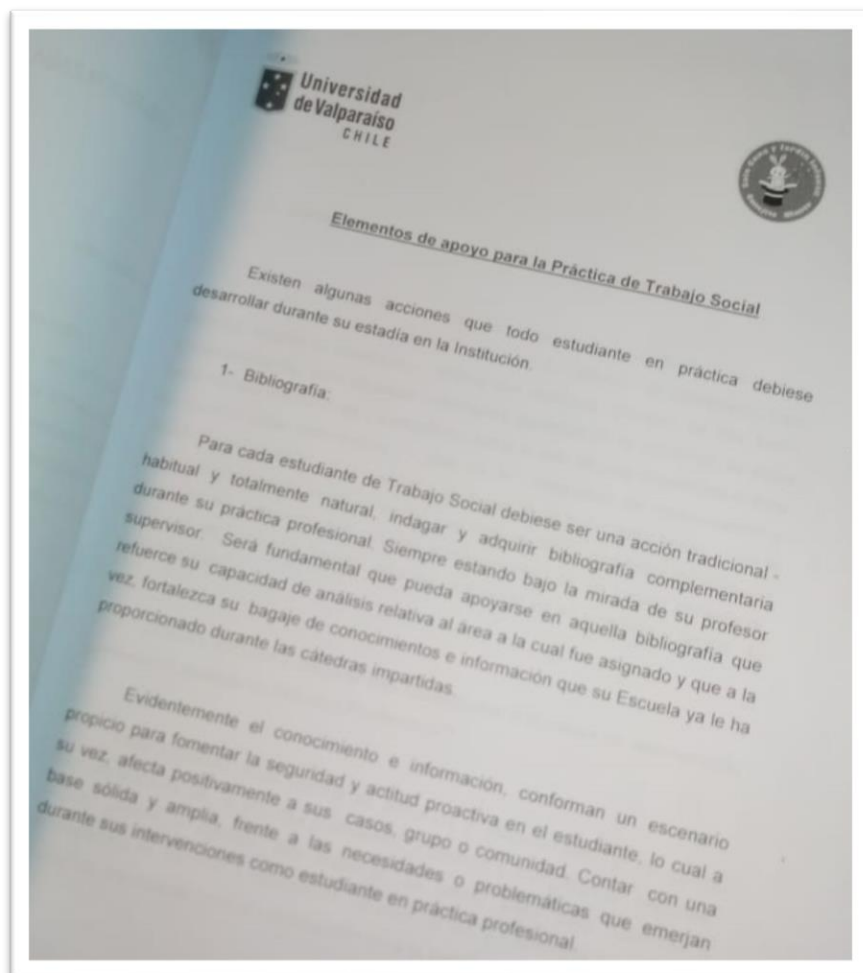 Universidad
de Valparaíso
CHILE
Elementos de apoyo para la Práctica de Trabajo Social
Existen algunas acciones que todo estudiante en práctica debiese
desarrollar durante su estadía en la Institución.
1- Bibliografía:
Para cada estudiante de Trabajo Social debiese ser una acción tradicional -
habitual y totalmente natural, indagar y adquirir bibliografía complementaria
durante su práctica profesional. Siempre estando bajo la mirada de su profesor
supervisor. Será fundamental que pueda apoyarse en aquella bibliografía que
refuerce su capacidad de análisis relativa al área a la cual fue asignado y que a la
vez, fortalezca su bagaje de conocimientos e información que su Escuela ya le ha
proporcionado durante las cátedras impartidas.
Evidentemente el conocimiento e información, conforman un escenario
propicio para fomentar la seguridad y actitud proactiva en el estudiante, lo cual a
su vez, afecta positivamente a sus casos, grupo o comunidad. Contar con una
base sólida y amplia, frente a las necesidades o problemáticas que emerjan
durante sus intervenciones como estudiante en práctica profesional.